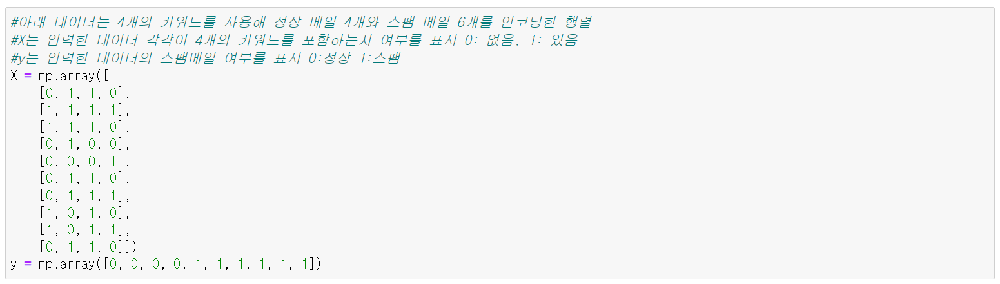 #아래 데이터는 4개의 키워드를 사용해 정상 메일 4개와 스팸 메일 6개를 인코딩한 행렬
#X는 입력한 데이터 각각이 4개의 키워드를 포함하는지 여부를 표시 0: 없음, 1: 있음
#y는 입력한 데이터의 스팸메일 여부를 표시 0:정상 1:스팸
X = np.array([
    [0, 1, 1, 0],
    [1, 1, 1, 1],
    [1, 1, 1, 0],
    [0, 1, 0, 0],
    [0, 0, 0, 1],
    [0, 1, 1, 0],
    [0, 1, 1, 1],
    [1, 0, 1, 0],
    [1, 0, 1, 1],
    [0, 1, 1, 0]])
y = np.array([0, 0, 0, 0, 1, 1, 1, 1, 1, 1])